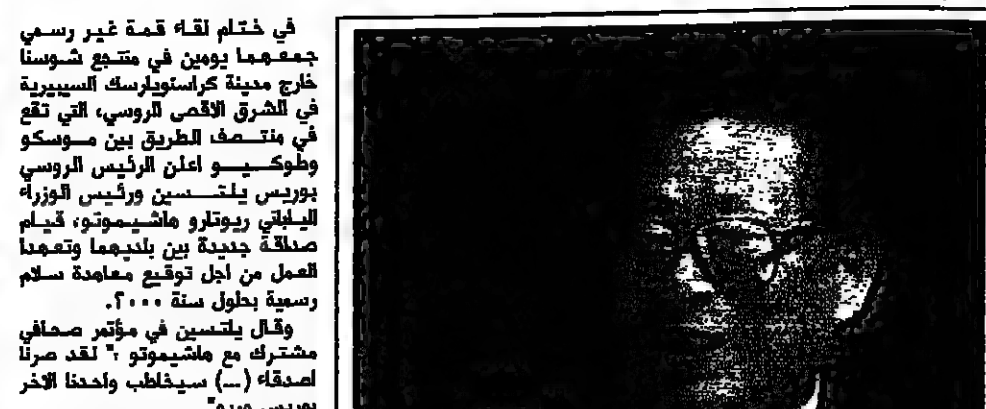 في ختام لقاء قمة غير رسمي
جمعهما يومين في منتجع شوسنا
خارج مدينة كراسنويارسك السيبيرية
في الشرق الاقصى الروسي، التي تقع
في منتصف الطريق بين موسكو
وطوكيو اعلن الرئيس الروسي
بوريس يلتسين ورئيس الوزراء
الياباني ريوتارو هاشيموتو، قيام
صداقة جديدة بين بلديهما وتعهدا
العمل من اجل توقيع معاهدة سلام
رسمية بحلول سنة ٢٠٠٠.
وقال يلتسين في مؤتمر صحافي
مشترك مع هاشيموتو :" لقد صرنا
اصدقاء (...) سيخاطب واحدنا الآخر
بوريس وريو"